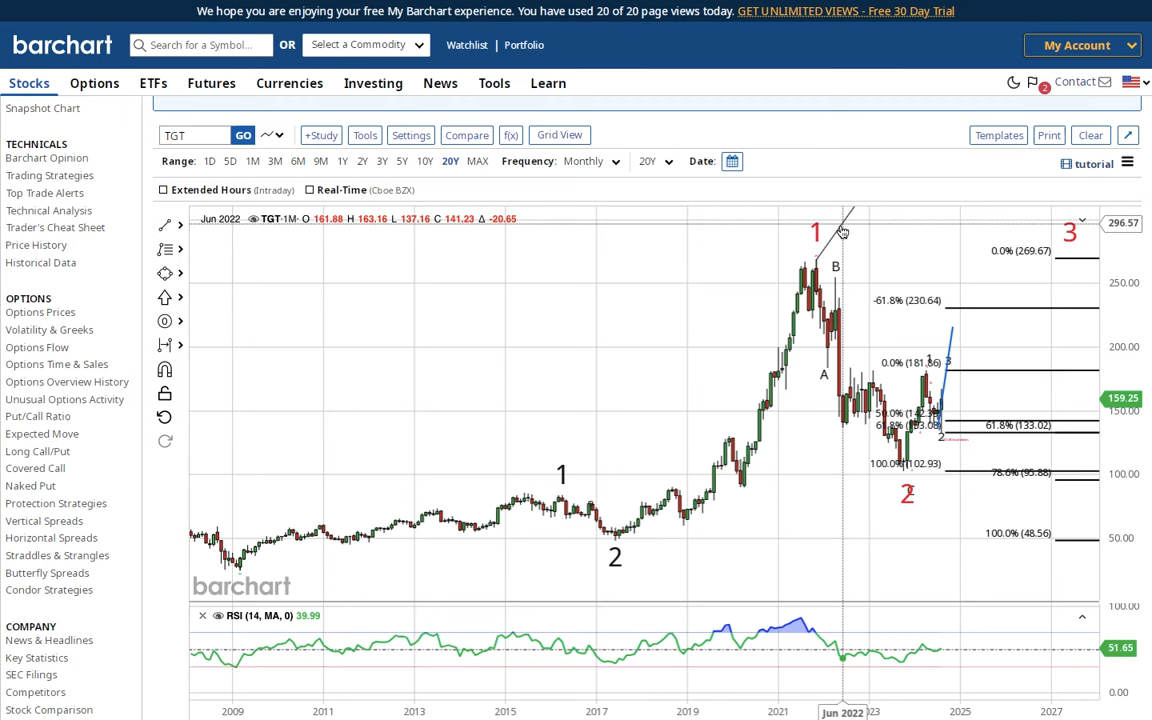 We hope you are enjoying your free My Barchart experience. You have used 20 of 20 page views today. GET UNLIMITED VIEWS - Free 30 Day Trial
barchart Search for a Symbol... OR Select a Commodity Watchlist | Portfolio My Account
Stocks Options ETFs Futures Currencies Investing News Tools Learn 2 Contact
Snapshot Chart
TECHNICALS
Barchart Opinion
Trading Strategies
Top Trade Alerts
Technical Analysis
Trader's Cheat Sheet
Price History
Historical Data
OPTIONS
Options Prices
Volatility & Greeks
Options Flow
Options Time & Sales
Options Overview History
Unusual Options Activity
Put/Call Ratio
Expected Move
Long Call/Put
Covered Call
Naked Put
Protection Strategies
Vertical Spreads
Horizontal Spreads
Straddles & Strangles
Butterfly Spreads
Condor Strategies
COMPANY
News & Headlines
Key Statistics
SEC Filings
Competitors
Stock Performance
TGT GO +Study Tools Settings Compare f(x) Grid View Templates Print Clear
Range: 1D 5D 1M 3M 6M 9M 1Y 2Y 3Y 5Y 10Y 20Y MAX Frequency: Monthly 20Y Date: tutorial
Extended Hours (Intraday) Real-Time (Cboe BZX)
Jun 2022 TGT·1M· O 161.88 H 163.16 L 137.16 C 141.23 Δ -20.65
296.57
1
3
0.0% (269.67)
B
250.00
-61.8% (230.64)
200.00
1
3
0.0% (181.86)
A
159.25
150.00
61.8% (133.02)
2
100.0% (102.93)
78.6% (95.88)
100.00
2
C
1
100.0% (48.56)
50.00
2
barchart
RSI (14, MA, 0) 39.99
100.00
51.65
0.00
2009 2011 2013 2015 2017 2019 2021 Jun 2022 2025 2027